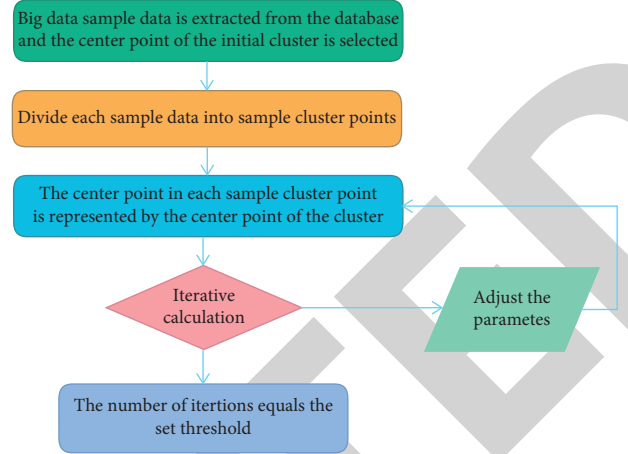 Big data sample data is extracted from the database
and the center point of the initial cluster is selected
Divide each sample data into sample cluster points
The center point in each sample cluster point
is represented by the center point of the cluster
Iterative
calculation
Adjust the
parametes
The number of itertions equals the
set threshold